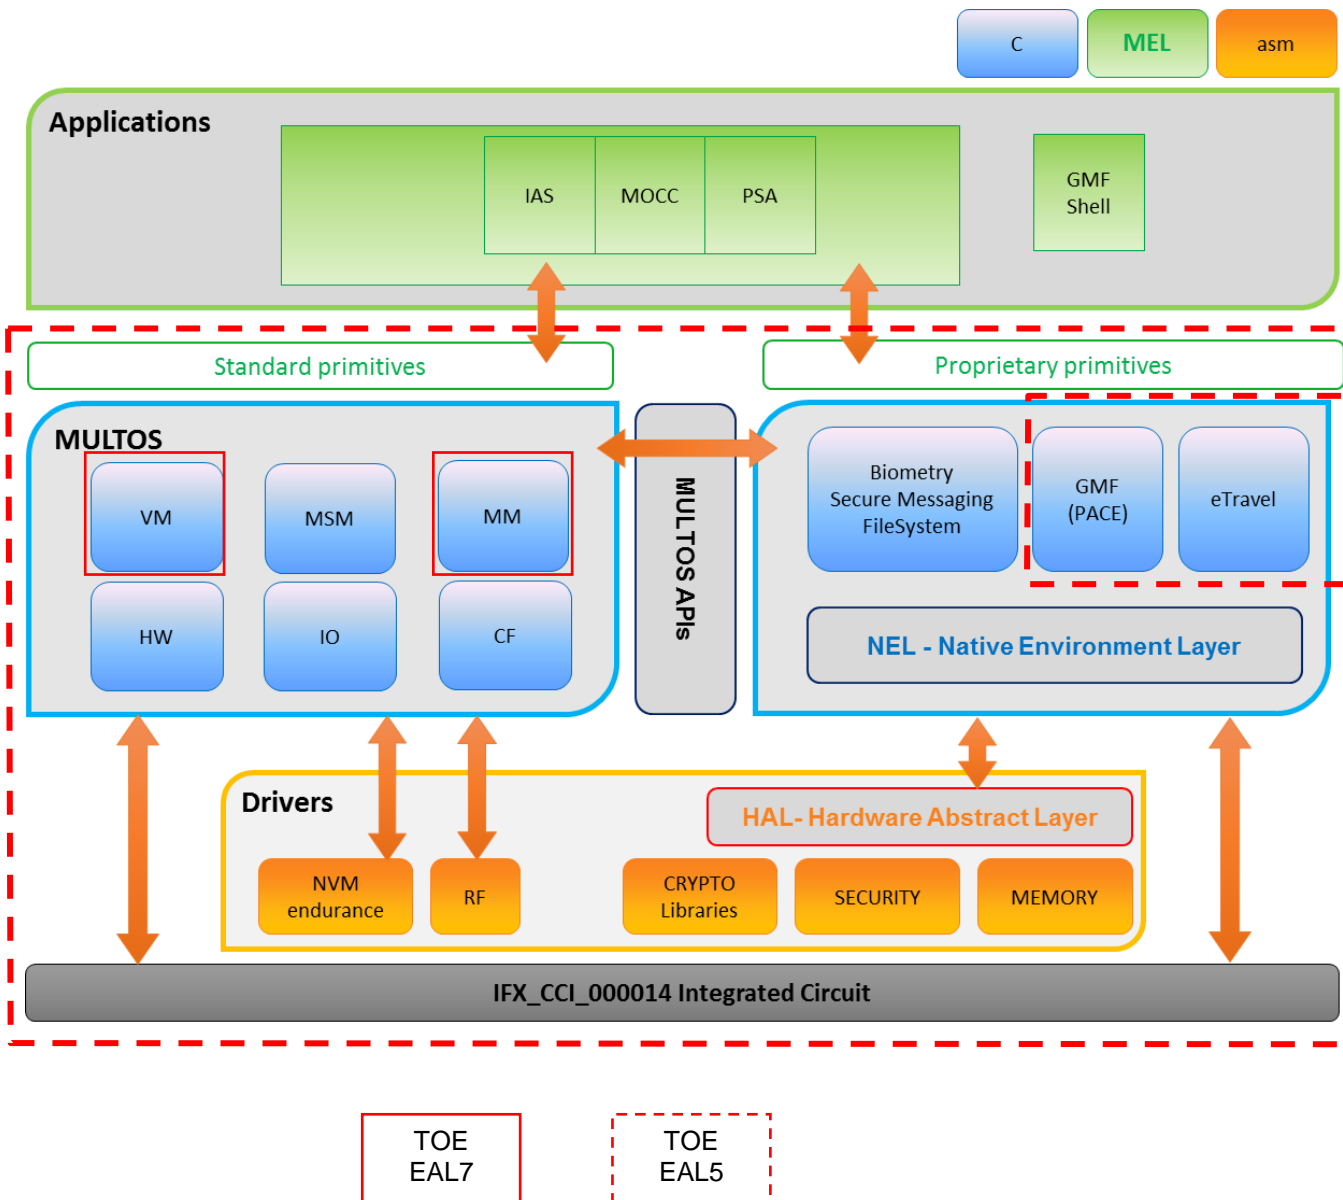 C
MEL
asm
Applications
IAS
MOCC
PSA
GMF
Shell
Standard primitives
Proprietary primitives
MULTOS
VM
MSM
MM
HW
IO
CF
MULTOS APIs
Biometry
Secure Messaging
FileSystem
GMF
(PACE)
eTravel
NEL - Native Environment Layer
Drivers
HAL- Hardware Abstract Layer
NVM
endurance
RF
CRYPTO
Libraries
SECURITY
MEMORY
IFX_CCI_000014 Integrated Circuit
TOE
EAL7
TOE
EAL5